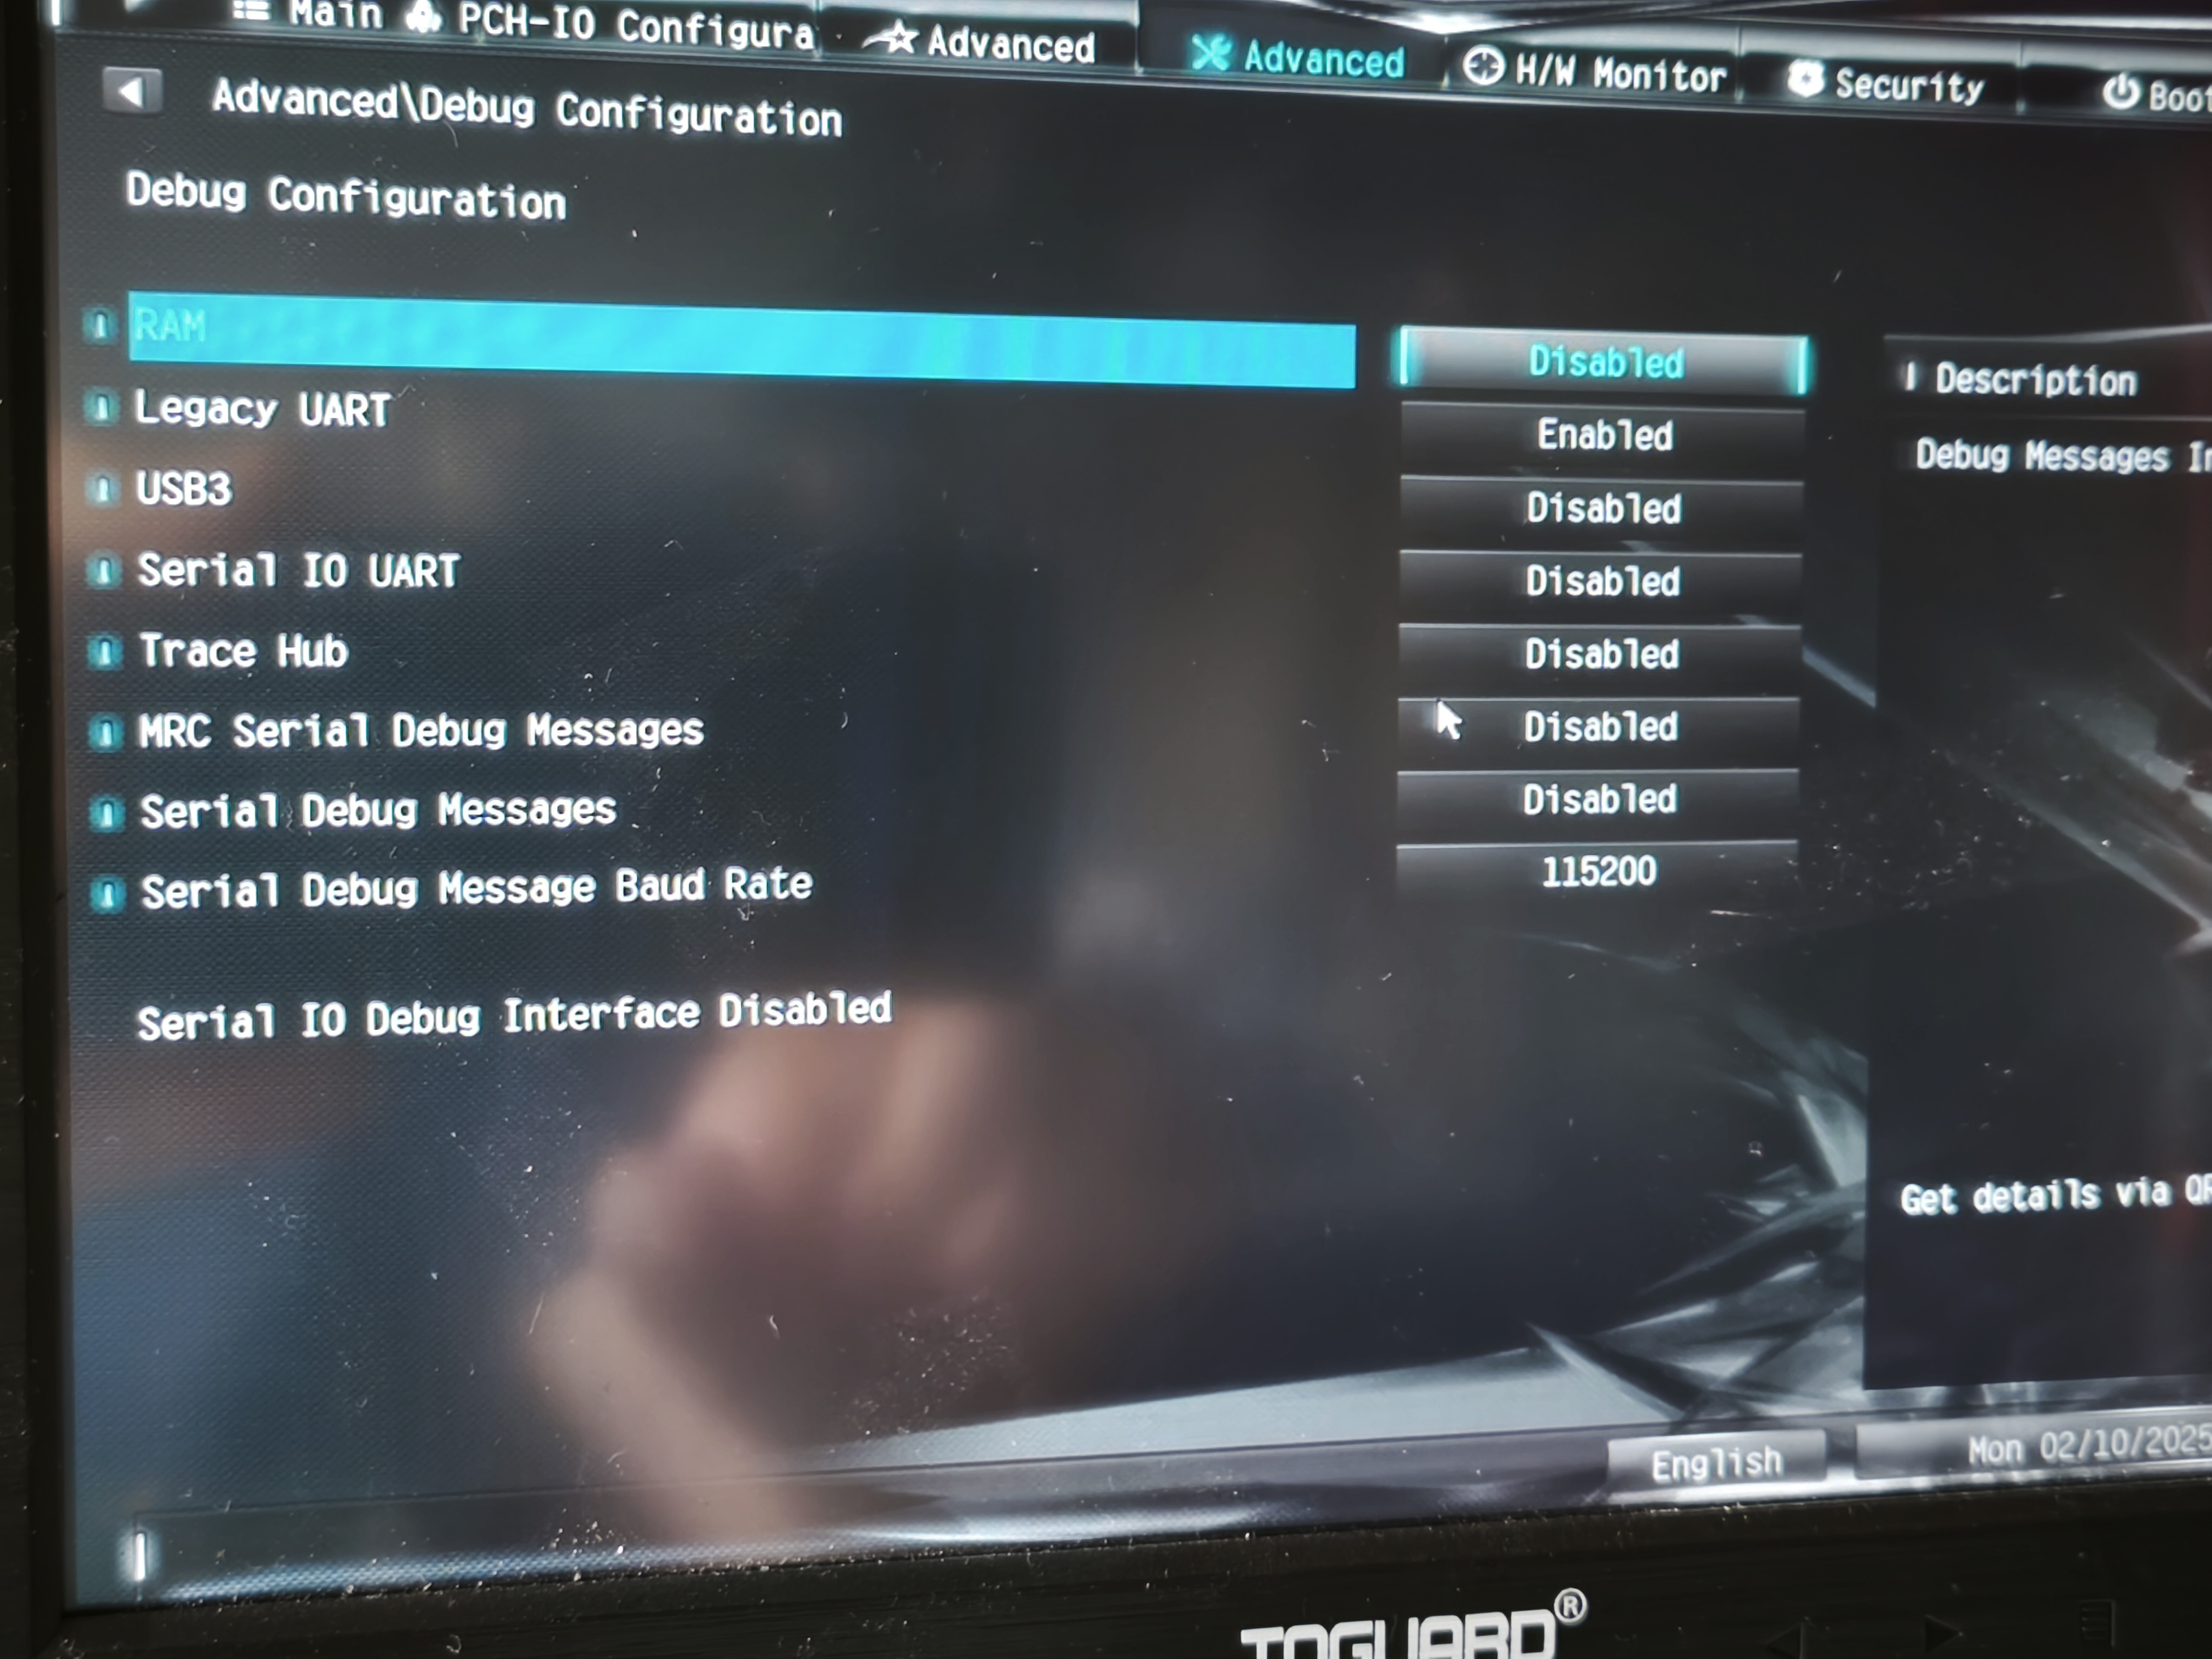 Main
PCH-IO Configura
Advanced
Advanced
H/W Monitor
Security
Boot
Advanced\Debug Configuration
Debug Configuration
RAM Disabled
Legacy UART Enabled
USB3 Disabled
Serial IO UART Disabled
Trace Hub Disabled
MRC Serial Debug Messages Disabled
Serial Debug Messages Disabled
Serial Debug Message Baud Rate 115200
Serial IO Debug Interface Disabled
Description
Debug Messages
Get details via QR
English
Mon 02/10/2025
TOGUARD®